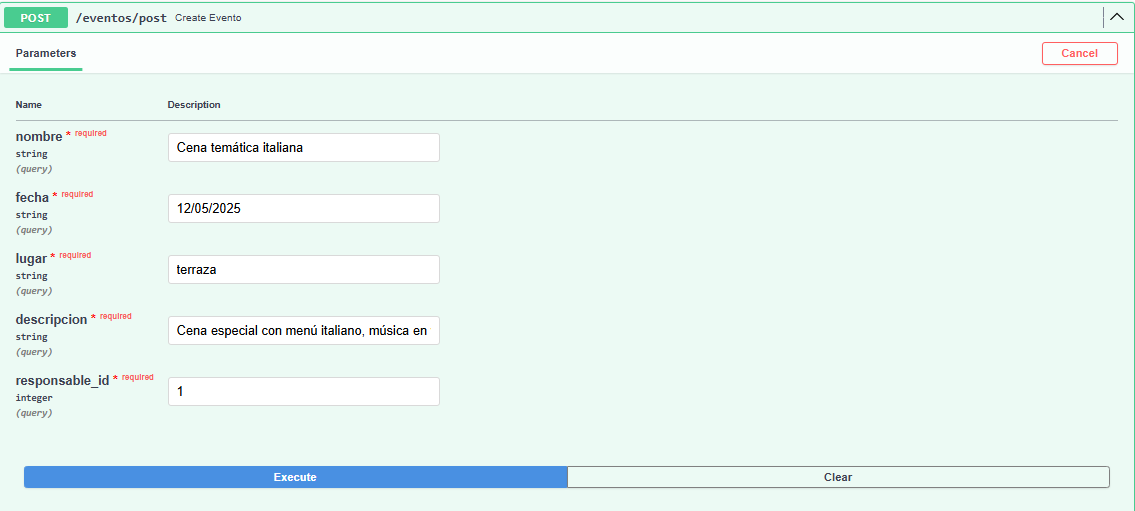 POST /eventos/post Create Evento
Parameters
Cancel
Name Description
nombre * required
string
(query)
Cena temática italiana
fecha * required
string
(query)
12/05/2025
lugar * required
string
(query)
terraza
descripcion * required
string
(query)
Cena especial con menú italiano, música en
responsable_id * required
integer
(query)
1
Execute Clear